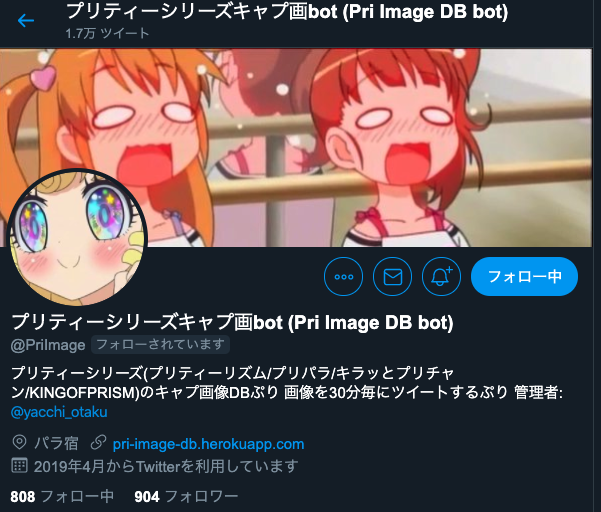 プリティーシリーズキャプ画bot (Pri Image DB bot)
1.7万 ツイート
フォロー中
プリティーシリーズキャプ画bot (Pri Image DB bot)
@PriImage フォローされています
プリティーシリーズ(プリティーリズム/プリパラ/キラッとプリチャ
ン/KINGOFPRISM)のキャプ画像DBぷり 画像を30分毎にツイートするぷり 管理者:
@yacchi_otaku
パラ宿 pri-image-db.herokuapp.com
2019年4月からTwitterを利用しています
808 フォロー中 904 フォロワー